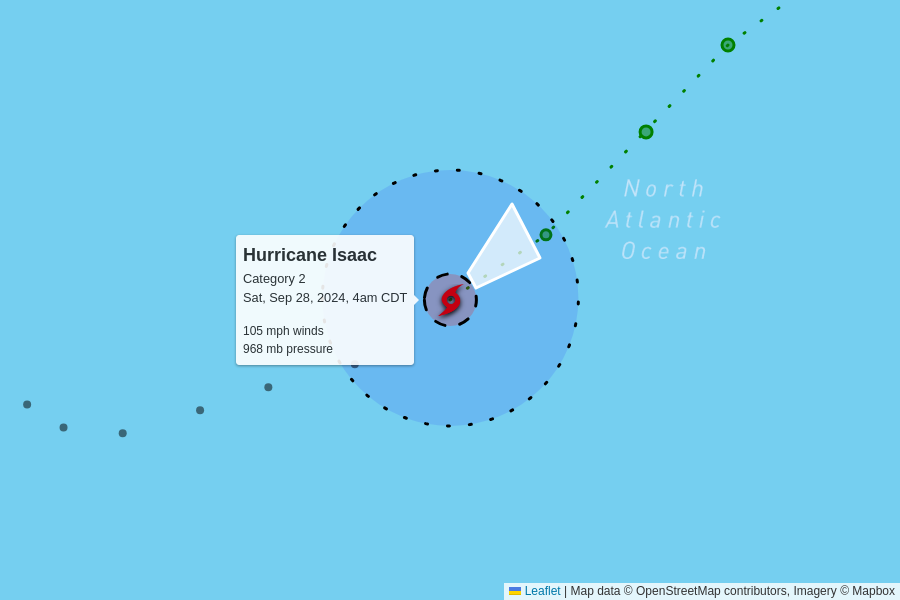 North
Atlantic
Ocean
Hurricane Isaac
Category 2
Sat, Sep 28, 2024, 4am CDT
105 mph winds
968 mb pressure
Leaflet | Map data © OpenStreetMap contributors, Imagery © Mapbox